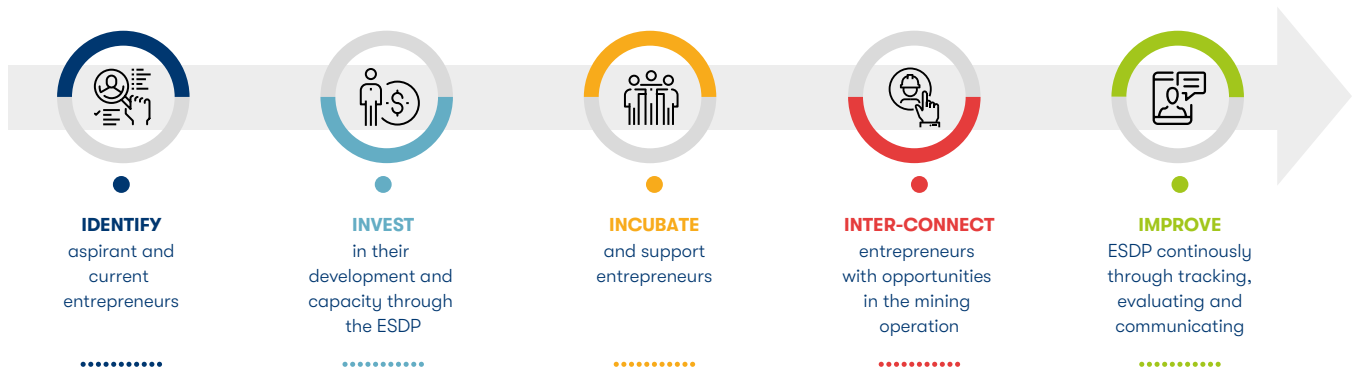 IDENTIFY
aspirant and
current
entrepreneurs
INVEST
in their
development and
capacity through
the ESDP
INCUBATE
and support
entrepreneurs
INTER-CONNECT
entrepreneurs
with opportunities
in the mining
operation
IMPROVE
ESDP continously
through tracking,
evaluating and
communicating